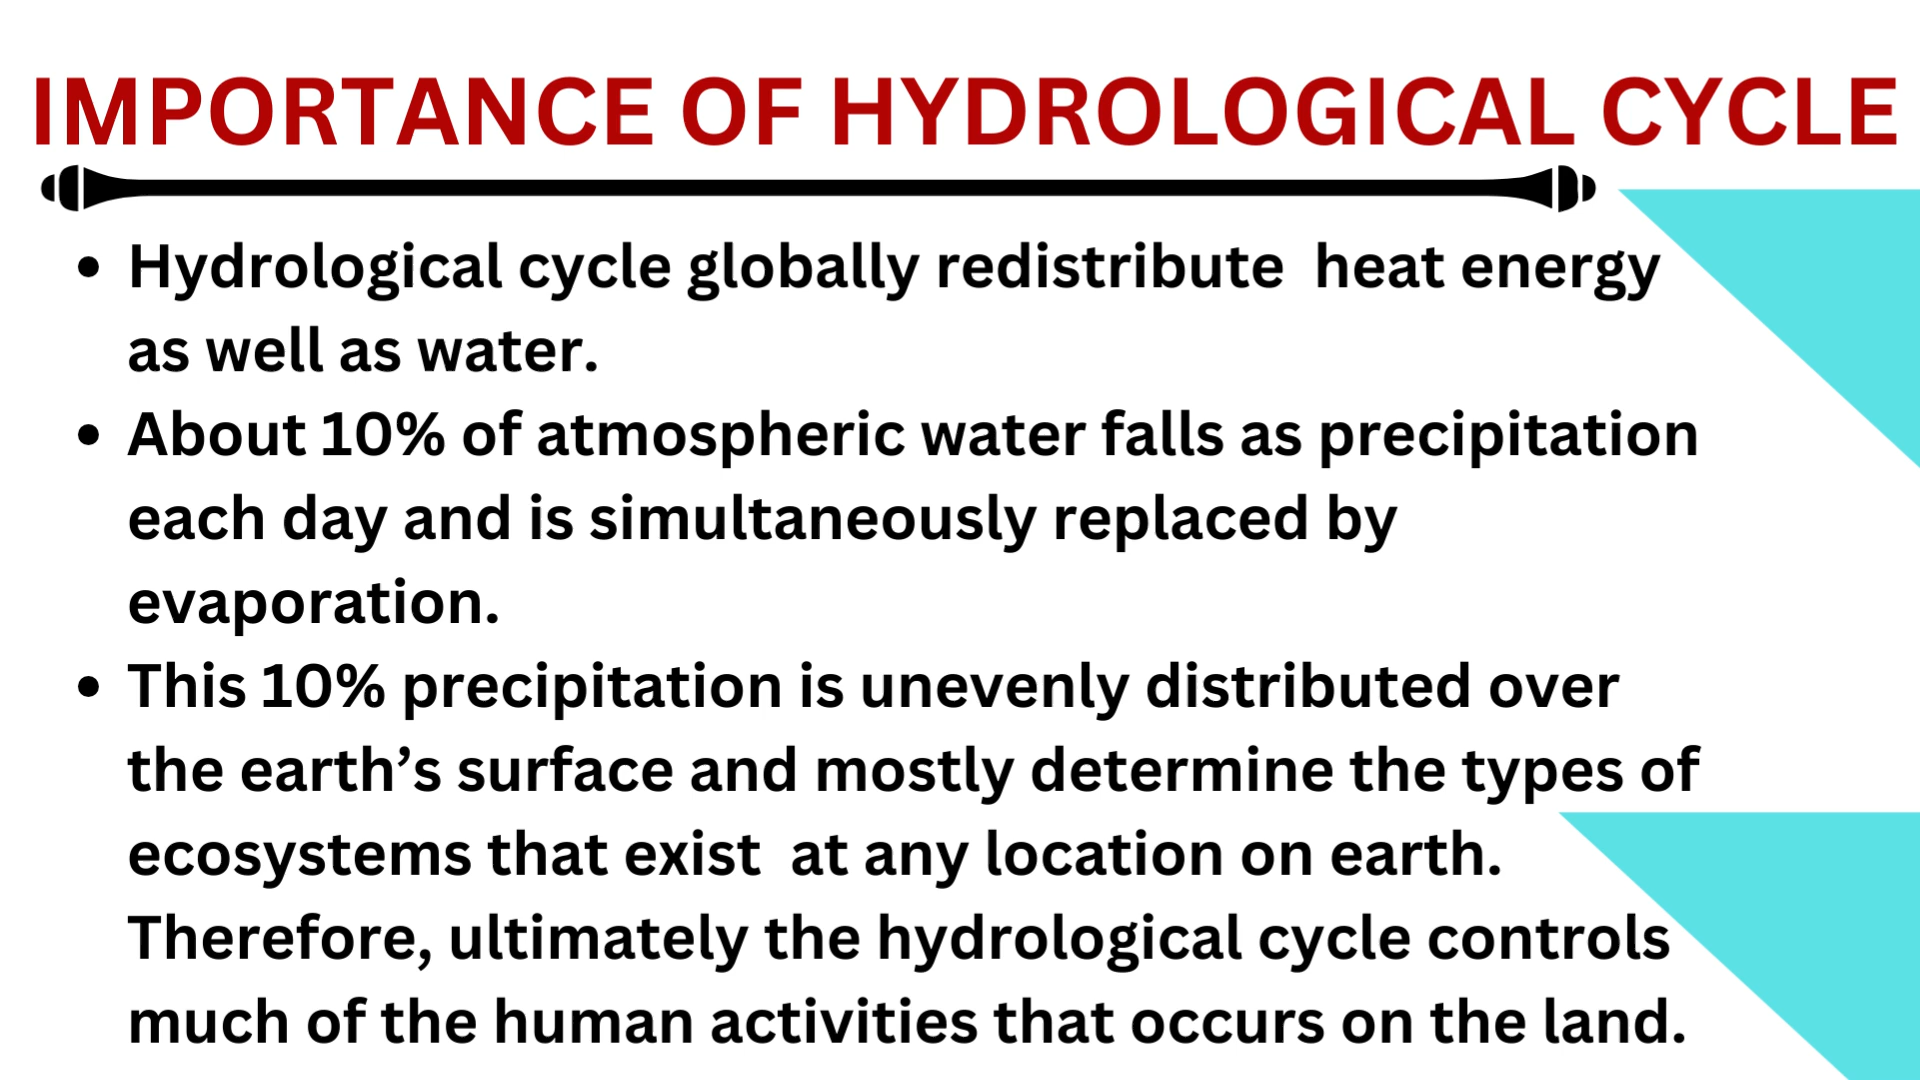 IMPORTANCE OF HYDROLOGICAL CYCLE
• Hydrological cycle globally redistribute  heat energy
as well as water.
• About 10% of atmospheric water falls as precipitation
each day and is simultaneously replaced by
evaporation.
• This 10% precipitation is unevenly distributed over
the earth’s surface and mostly determine the types of
ecosystems that exist  at any location on earth.
Therefore, ultimately the hydrological cycle controls
much of the human activities that occurs on the land.